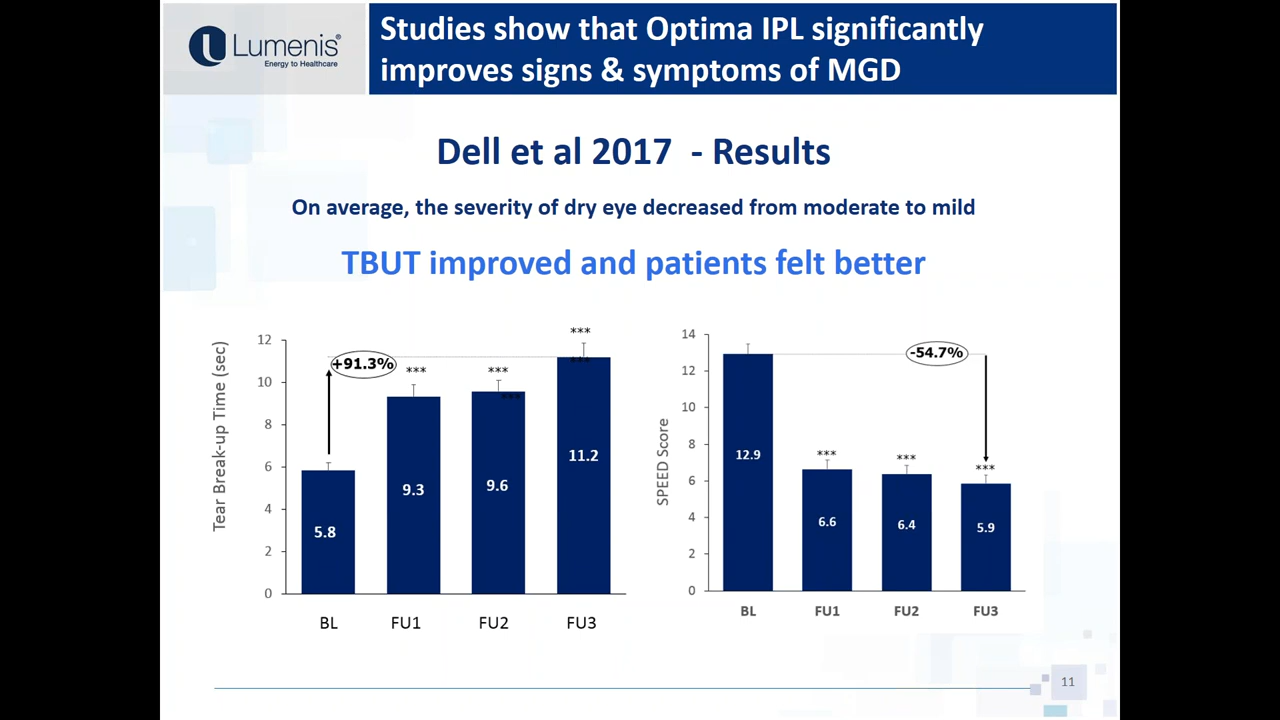 Lumenis®
Energy to Healthcare
Studies show that Optima IPL significantly
improves signs & symptoms of MGD
Dell et al 2017 - Results
On average, the severity of dry eye decreased from moderate to mild
TBUT improved and patients felt better
Tear Break-up Time (sec)
12
10
8
6
4
2
0
+91.3%
***
***
***
***
***
5.8
9.3
9.6
11.2
BL
FU1
FU2
FU3
SPEED Score
14
12
10
8
6
4
2
0
-54.7%
***
***
***
12.9
6.6
6.4
5.9
BL
FU1
FU2
FU3
11